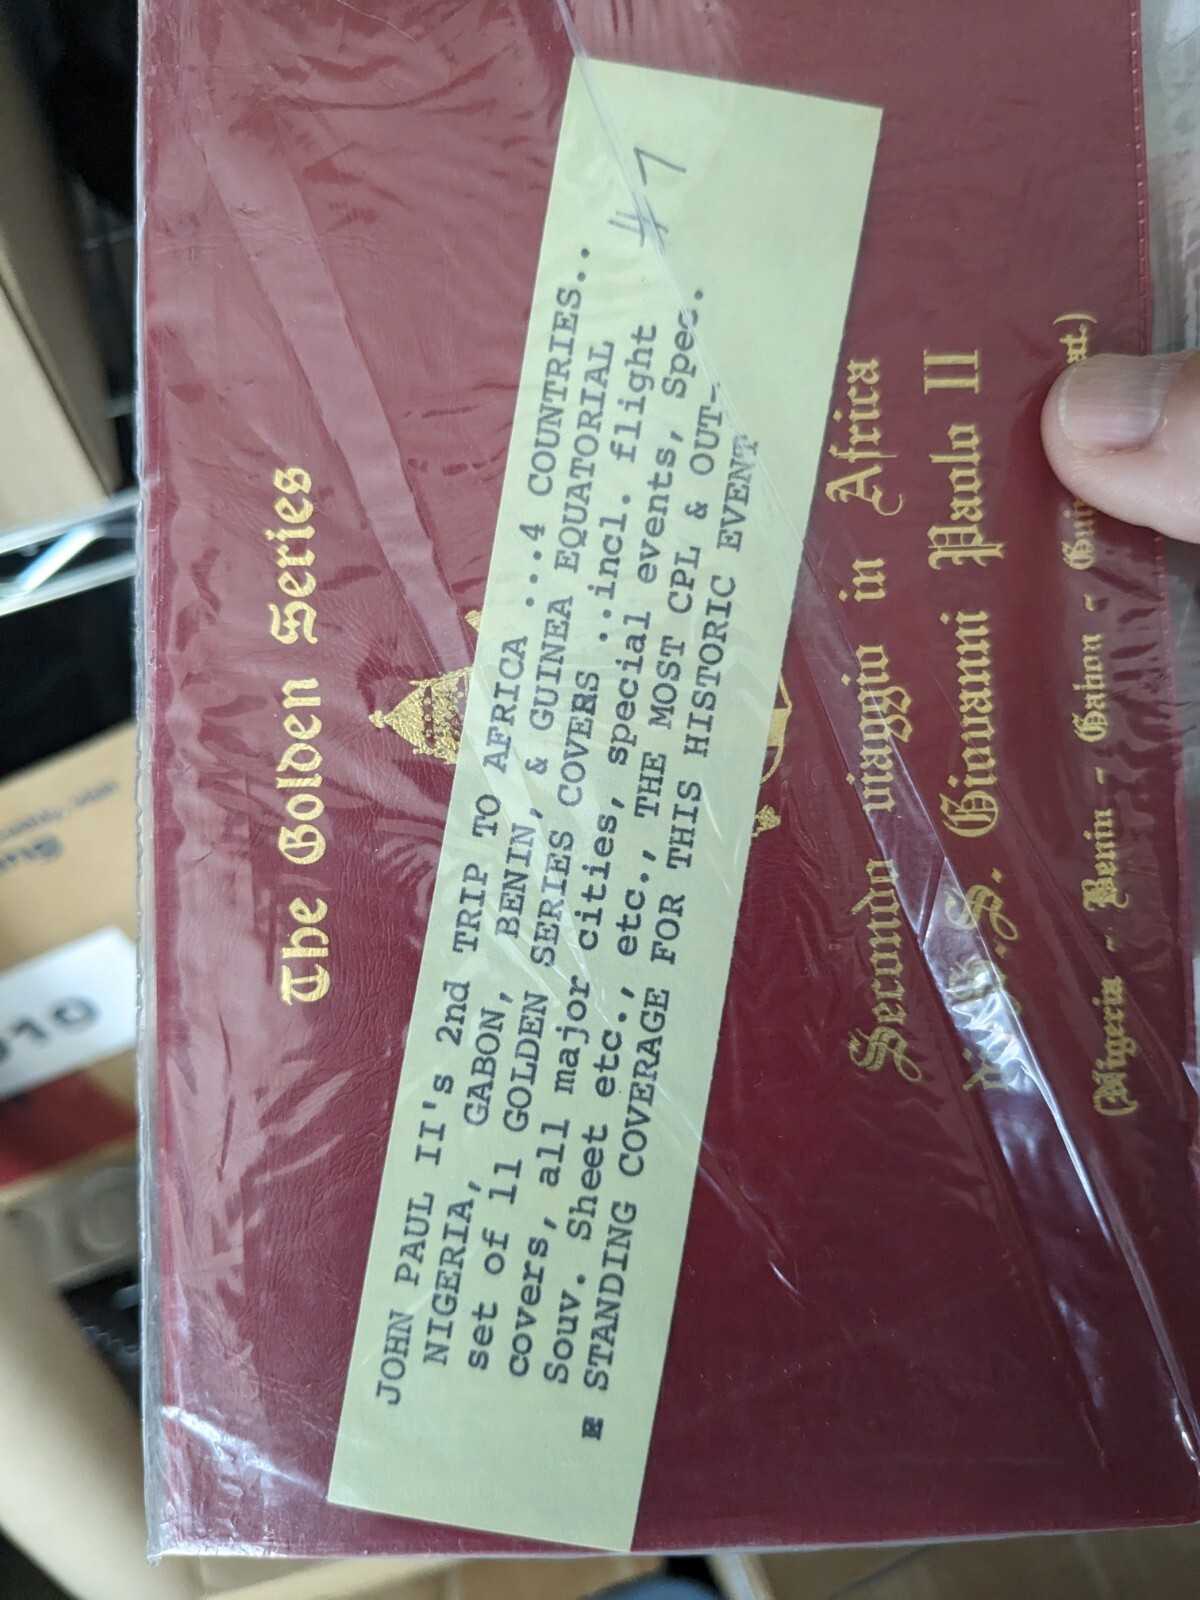 The Golden Series
JOHN PAUL II's 2nd TRIP TO AFRICA ...4 COUNTRIES..
NIGERIA, GABON, BENIN, & GUINEA EQUATORIAL
set of 11 GOLDEN SERIES COVERS ..incl. flight
covers, all major cities, special events, Spec.
Souv. Sheet etc., etc., THE MOST CPL & OUT-
STANDING COVERAGE FOR THIS HISTORIC EVENT
#7
Secondo viaggio in Africa
di S.S. Giovanni Paolo II
(Nigeria - Benin - Gabon -